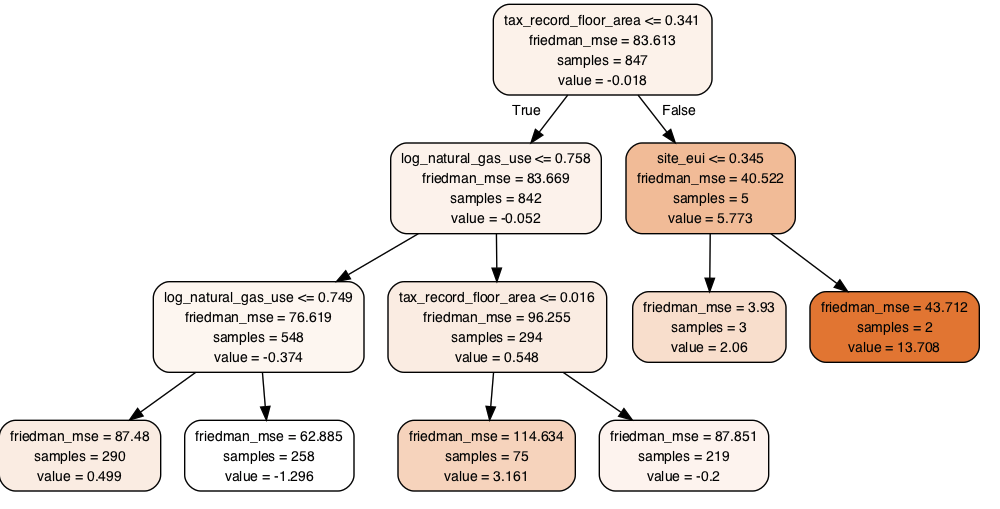 tax_record_floor_area <= 0.341
friedman_mse = 83.613
samples = 847
value = -0.018
True
False
log_natural_gas_use <= 0.758
friedman_mse = 83.669
samples = 842
value = -0.052
site_eui <= 0.345
friedman_mse = 40.522
samples = 5
value = 5.773
log_natural_gas_use <= 0.749
friedman_mse = 76.619
samples = 548
value = -0.374
tax_record_floor_area <= 0.016
friedman_mse = 96.255
samples = 294
value = 0.548
friedman_mse = 3.93
samples = 3
value = 2.06
friedman_mse = 43.712
samples = 2
value = 13.708
friedman_mse = 87.48
samples = 290
value = 0.499
friedman_mse = 62.885
samples = 258
value = -1.296
friedman_mse = 114.634
samples = 75
value = 3.161
friedman_mse = 87.851
samples = 219
value = -0.2